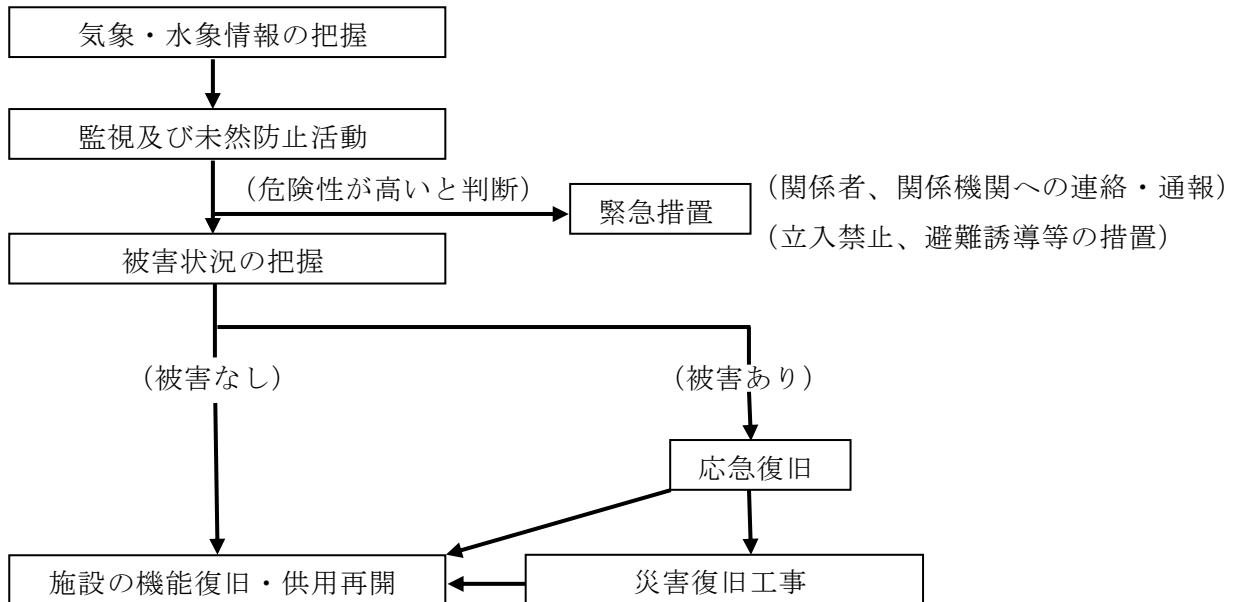 気象・水象情報の把握
監視及び未然防止活動
(危険性が高いと判断)
緊急措置
(関係者、関係機関への連絡・通報)
(立入禁止、避難誘導等の措置)
被害状況の把握
(被害なし)
(被害あり)
応急復旧
施設の機能復旧・供用再開
災害復旧工事